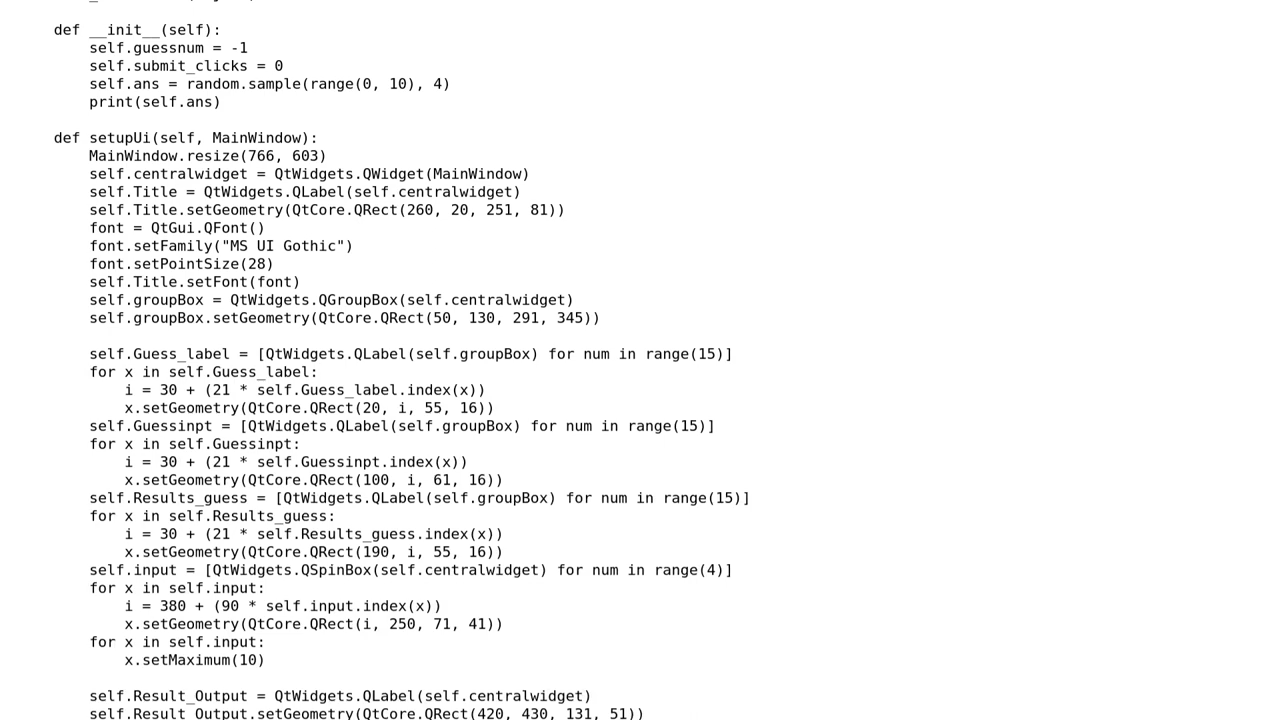 def __init__(self):
self.guessnum = -1
self.submit_clicks = 0
self.ans = random.sample(range(0, 10), 4)
print(self.ans)
def setupUi(self, MainWindow):
MainWindow.resize(766, 603)
self.centralwidget = QtWidgets.QWidget(MainWindow)
self.Title = QtWidgets.QLabel(self.centralwidget)
self.Title.setGeometry(QtCore.QRect(260, 20, 251, 81))
font = QtGui.QFont()
font.setFamily("MS UI Gothic")
font.setPointSize(28)
self.Title.setFont(font)
self.groupBox = QtWidgets.QGroupBox(self.centralwidget)
self.groupBox.setGeometry(QtCore.QRect(50, 130, 291, 345))
self.Guess_label = [QtWidgets.QLabel(self.groupBox) for num in range(15)]
for x in self.Guess_label:
i = 30 + (21 * self.Guess_label.index(x))
x.setGeometry(QtCore.QRect(20, i, 55, 16))
self.Guessinpt = [QtWidgets.QLabel(self.groupBox) for num in range(15)]
for x in self.Guessinpt:
i = 30 + (21 * self.Guessinpt.index(x))
x.setGeometry(QtCore.QRect(100, i, 61, 16))
self.Results_guess = [QtWidgets.QLabel(self.groupBox) for num in range(15)]
for x in self.Results_guess:
i = 30 + (21 * self.Results_guess.index(x))
x.setGeometry(QtCore.QRect(190, i, 55, 16))
self.input = [QtWidgets.QSpinBox(self.centralwidget) for num in range(4)]
for x in self.input:
i = 380 + (90 * self.input.index(x))
x.setGeometry(QtCore.QRect(i, 250, 71, 41))
for x in self.input:
x.setMaximum(10)
self.Result_Output = QtWidgets.QLabel(self.centralwidget)
self.Result_Output.setGeometry(QtCore.QRect(420, 430, 131, 51))